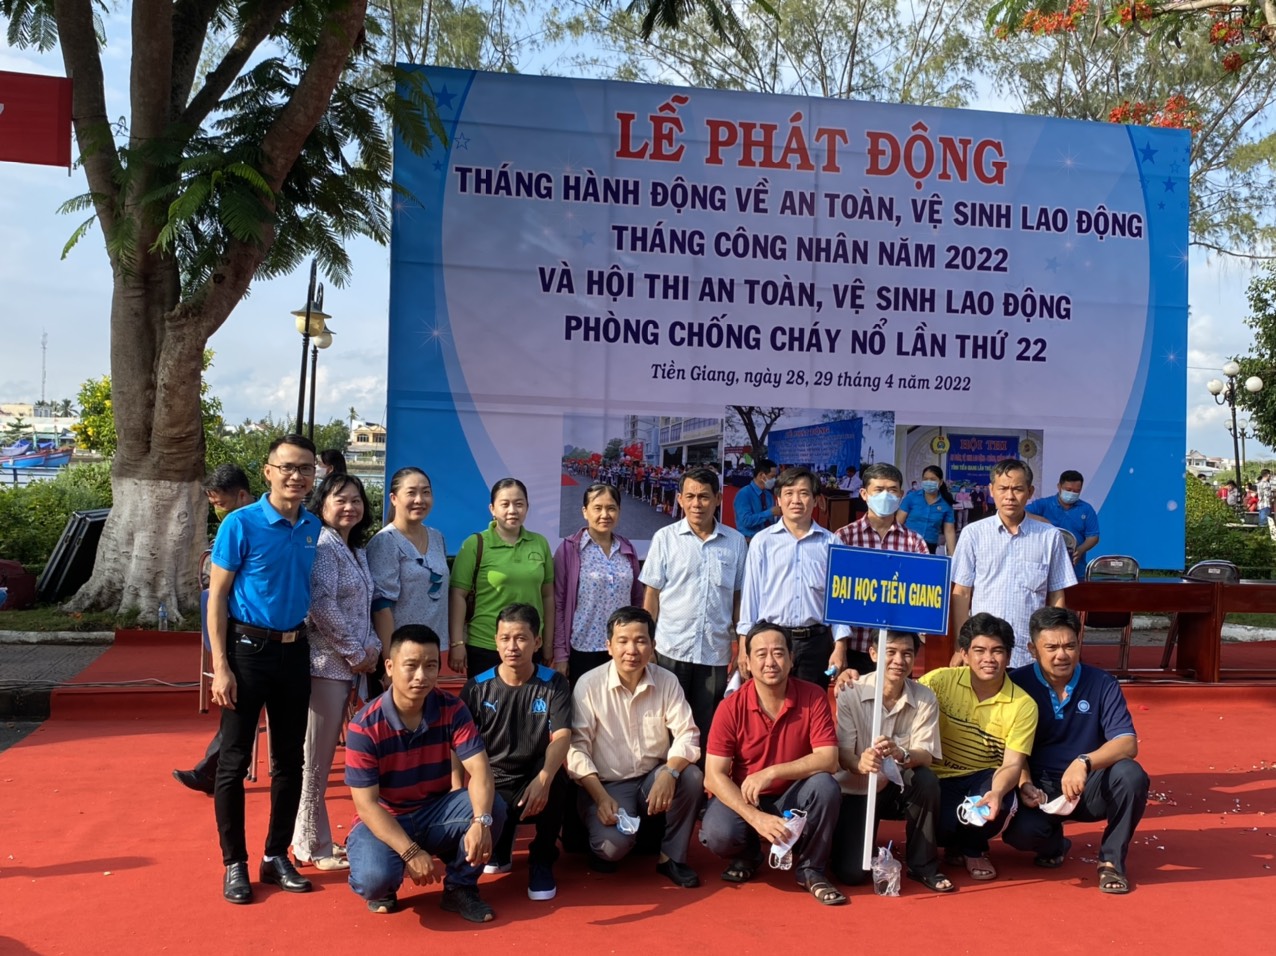 LỄ PHÁT ĐỘNG
THÁNG HÀNH ĐỘNG VỀ AN TOÀN, VỆ SINH LAO ĐỘNG
THÁNG CÔNG NHÂN NĂM 2022
VÀ HỘI THI AN TOÀN, VỆ SINH LAO ĐỘNG
PHÒNG CHỐNG CHÁY NỔ LẦN THỨ 22
Tiền Giang, ngày 28, 29 tháng 4 năm 2022
HỘI THI
ĐẠI HỌC TIỀN GIANG